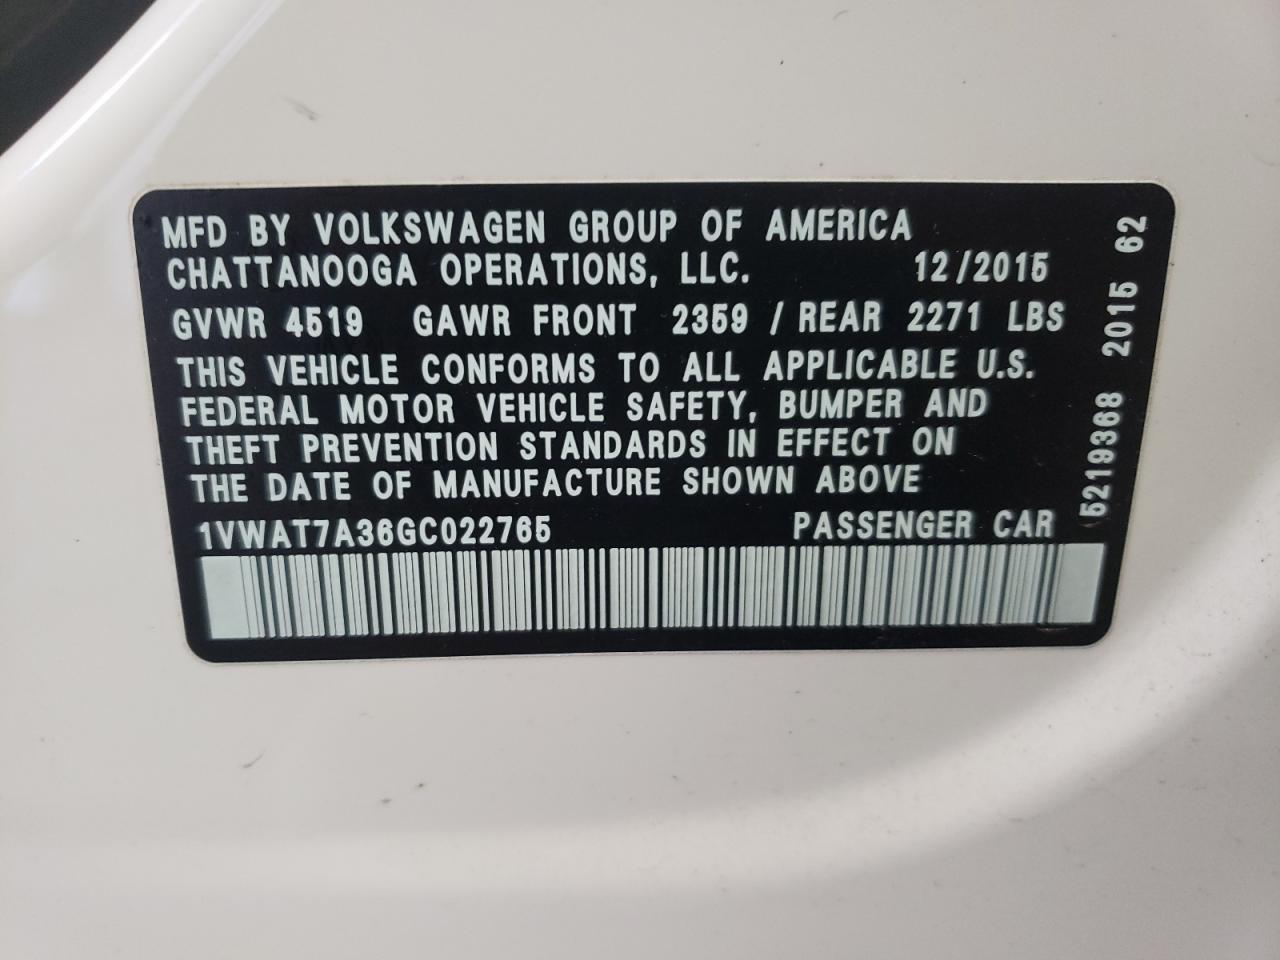 MFD BY VOLKSWAGEN GROUP OF AMERICA
CHATTANOOGA OPERATIONS, LLC. 12/2015
GVWR 4519 GAWR FRONT 2359 / REAR 2271 LBS
THIS VEHICLE CONFORMS TO ALL APPLICABLE U.S.
FEDERAL MOTOR VEHICLE SAFETY, BUMPER AND
THEFT PREVENTION STANDARDS IN EFFECT ON
THE DATE OF MANUFACTURE SHOWN ABOVE
1VWAT7A36GC022765 PASSENGER CAR
5219368 2015 62